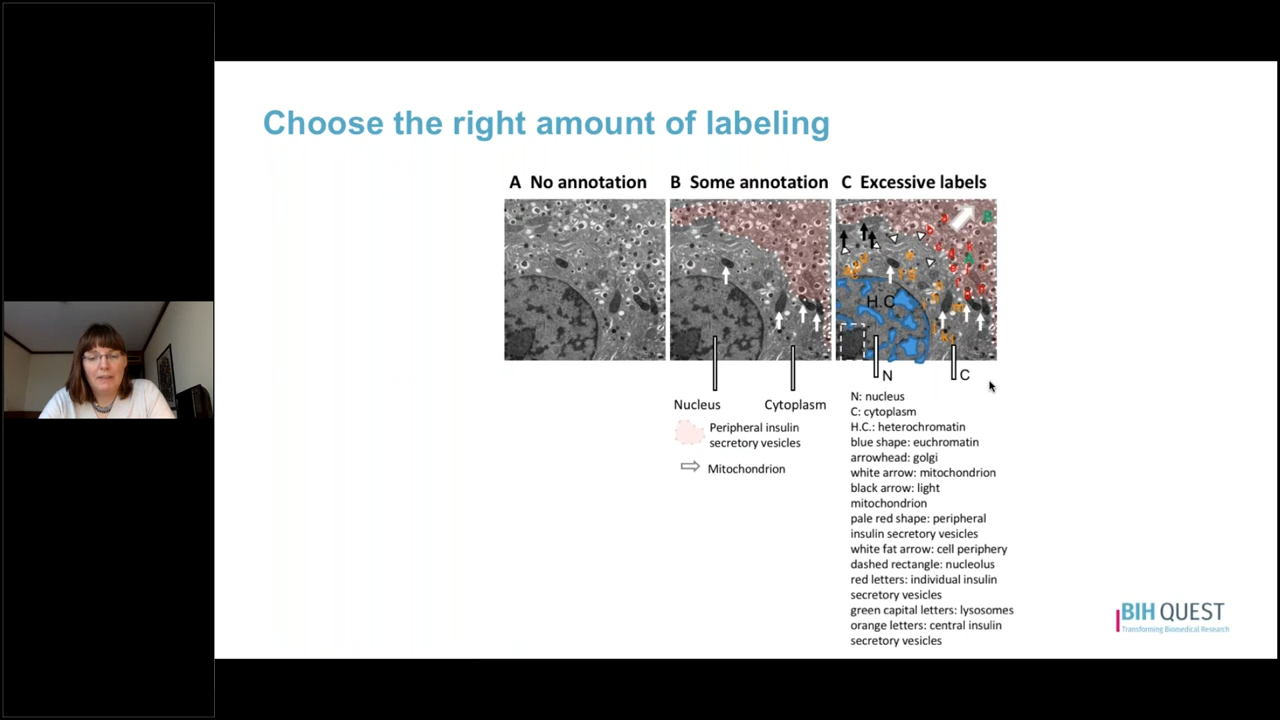 Choose the right amount of labeling
A No annotation
B Some annotation
C Excessive labels
H.C
N
C
Nucleus
Cytoplasm
Peripheral insulin
secretory vesicles
Mitochondrion
N: nucleus
C: cytoplasm
H.C.: heterochromatin
blue shape: euchromatin
arrowhead: golgi
white arrow: mitochondrion
black arrow: light
mitochondrion
pale red shape: peripheral
insulin secretory vesicles
white fat arrow: cell periphery
dashed rectangle: nucleolus
red letters: individual insulin
secretory vesicles
green capital letters: lysosomes
orange letters: central insulin
secretory vesicles
BIH QUEST
Transforming Biomedical Research